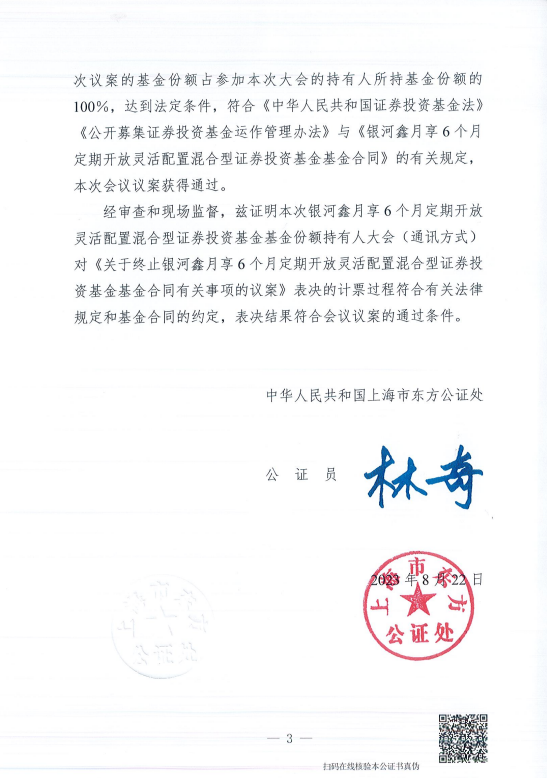 次议案的基金份额占参加本次大会的持有人所持基金份额的
100%，达到法定条件，符合《中华人民共和国证券投资基金法》
《公开募集证券投资基金运作管理办法》与《银河鑫月享 6 个月
定期开放灵活配置混合型证券投资基金基金合同》的有关规定，
本次会议议案获得通过。
经审查和现场监督，兹证明本次银河鑫月享 6 个月定期开放
灵活配置混合型证券投资基金基金份额持有人大会（通讯方式）
对《关于终止银河鑫月享 6 个月定期开放灵活配置混合型证券投
资基金基金合同有关事项的议案》表决的计票过程符合有关法律
规定和基金合同的约定，表决结果符合会议议案的通过条件。
中华人民共和国上海市东方公证处
公 证 员 林奇
2023 年 8 月 22 日
上海市东方
公证处
— 3 —
扫码在线核验本公证书真伪